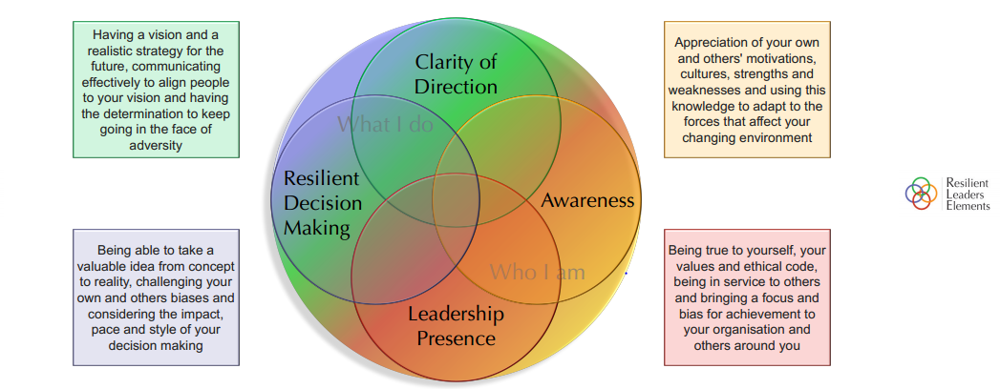 Having a vision and a
realistic strategy for the
future, communicating
effectively to align people
to your vision and having
the determination to keep
going in the face of
adversity
Clarity of
Direction
What I do
Appreciation of your own
and others' motivations,
cultures, strengths and
weaknesses and using this
knowledge to adapt to the
forces that affect your
changing environment
Resilient
Decision
Making
Awareness
Resilient
Leaders
Elements
Being able to take a
valuable idea from concept
to reality, challenging your
own and others biases and
considering the impact,
pace and style of your
decision making
Who I am
Leadership
Presence
Being true to yourself, your
values and ethical code,
being in service to others
and bringing a focus and
bias for achievement to
your organisation and
others around you